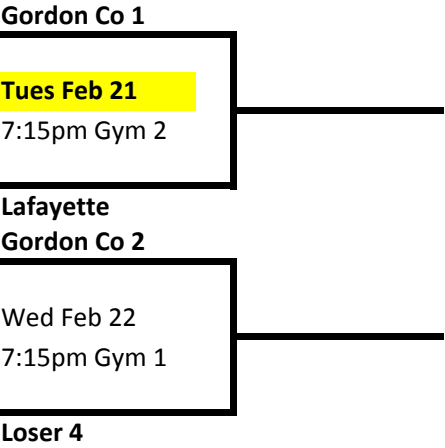 Gordon Co 1
Tues Feb 21
7:15pm Gym 2
Lafayette
Gordon Co 2
Wed Feb 22
7:15pm Gym 1
Loser 4